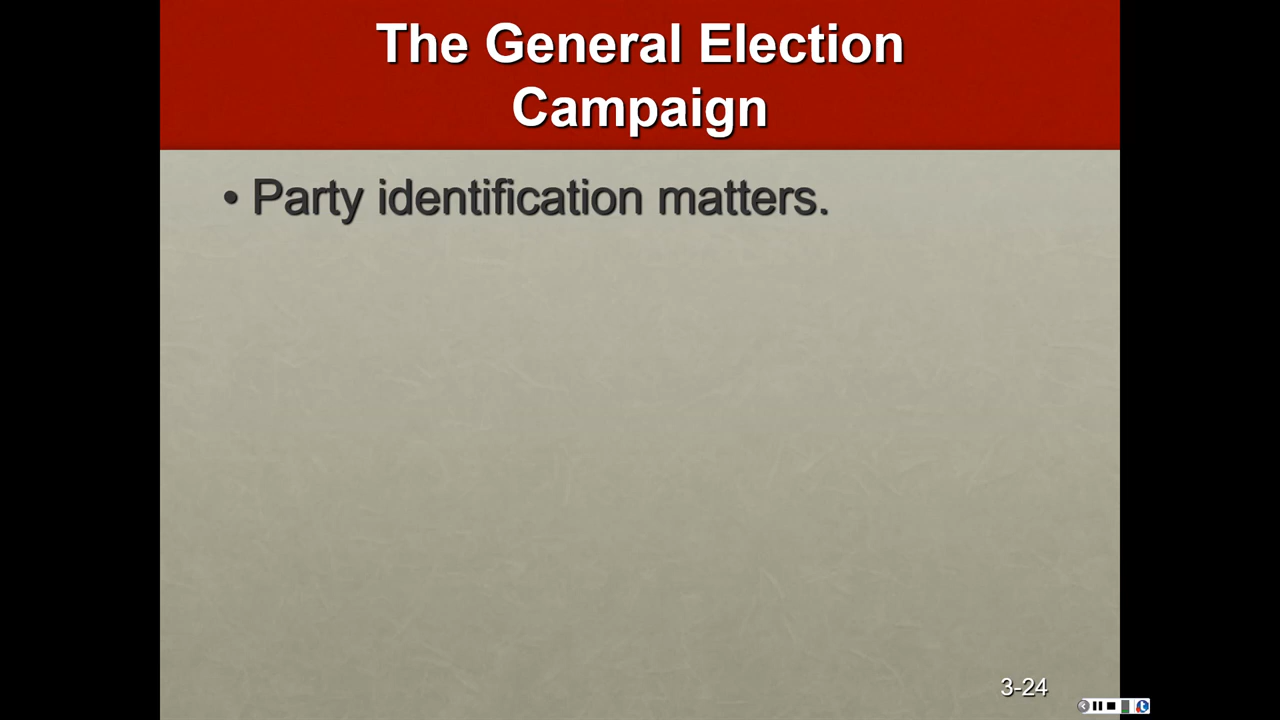 The General Election
Campaign
• Party identification matters.
3-24